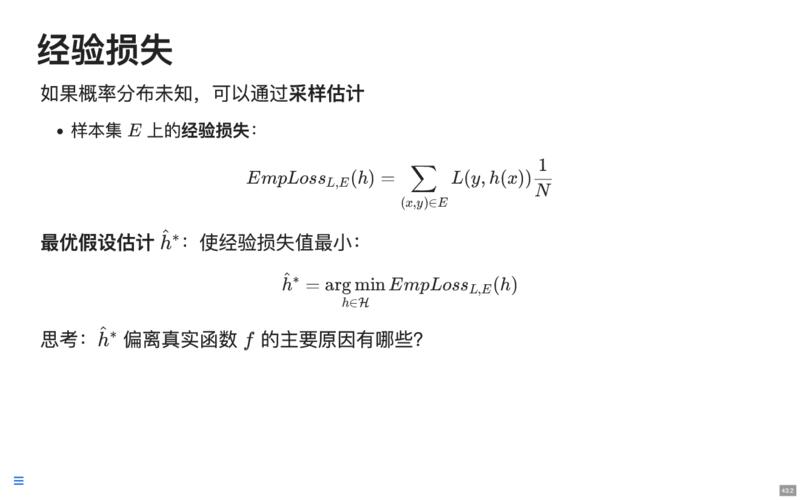 经验损失
如果概率分布未知，可以通过采样估计
• 样本集 E 上的经验损失：
EmpLoss_{L,E}(h) = \sum_{(x,y)∈E} L(y, h(x)) \frac{1}{N}
最优假设估计 \hat{h}^*：使经验损失值最小：
\hat{h}^* = \arg\min_{h∈\mathcal{H}} EmpLoss_{L,E}(h)
思考：\hat{h}^* 偏离真实函数 f 的主要原因有哪些？
43.2